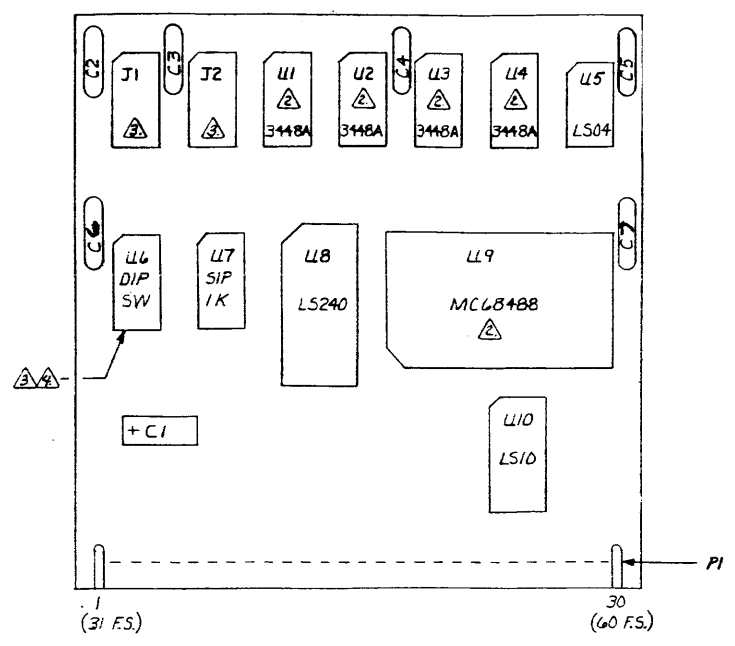 C2
C3
C4
C5
J1
3.
J2
3.
U1
2.
3448A
U2
2.
3448A
U3
2.
3448A
U4
2.
3448A
U5
LS04
C6
C7
U6
DIP
SW
U7
SIP
1K
U8
LS240
U9
MC68488
2.
3 4.
+ C1
U10
LS10
P1
1
(31 F.S.)
30
(60 F.S.)